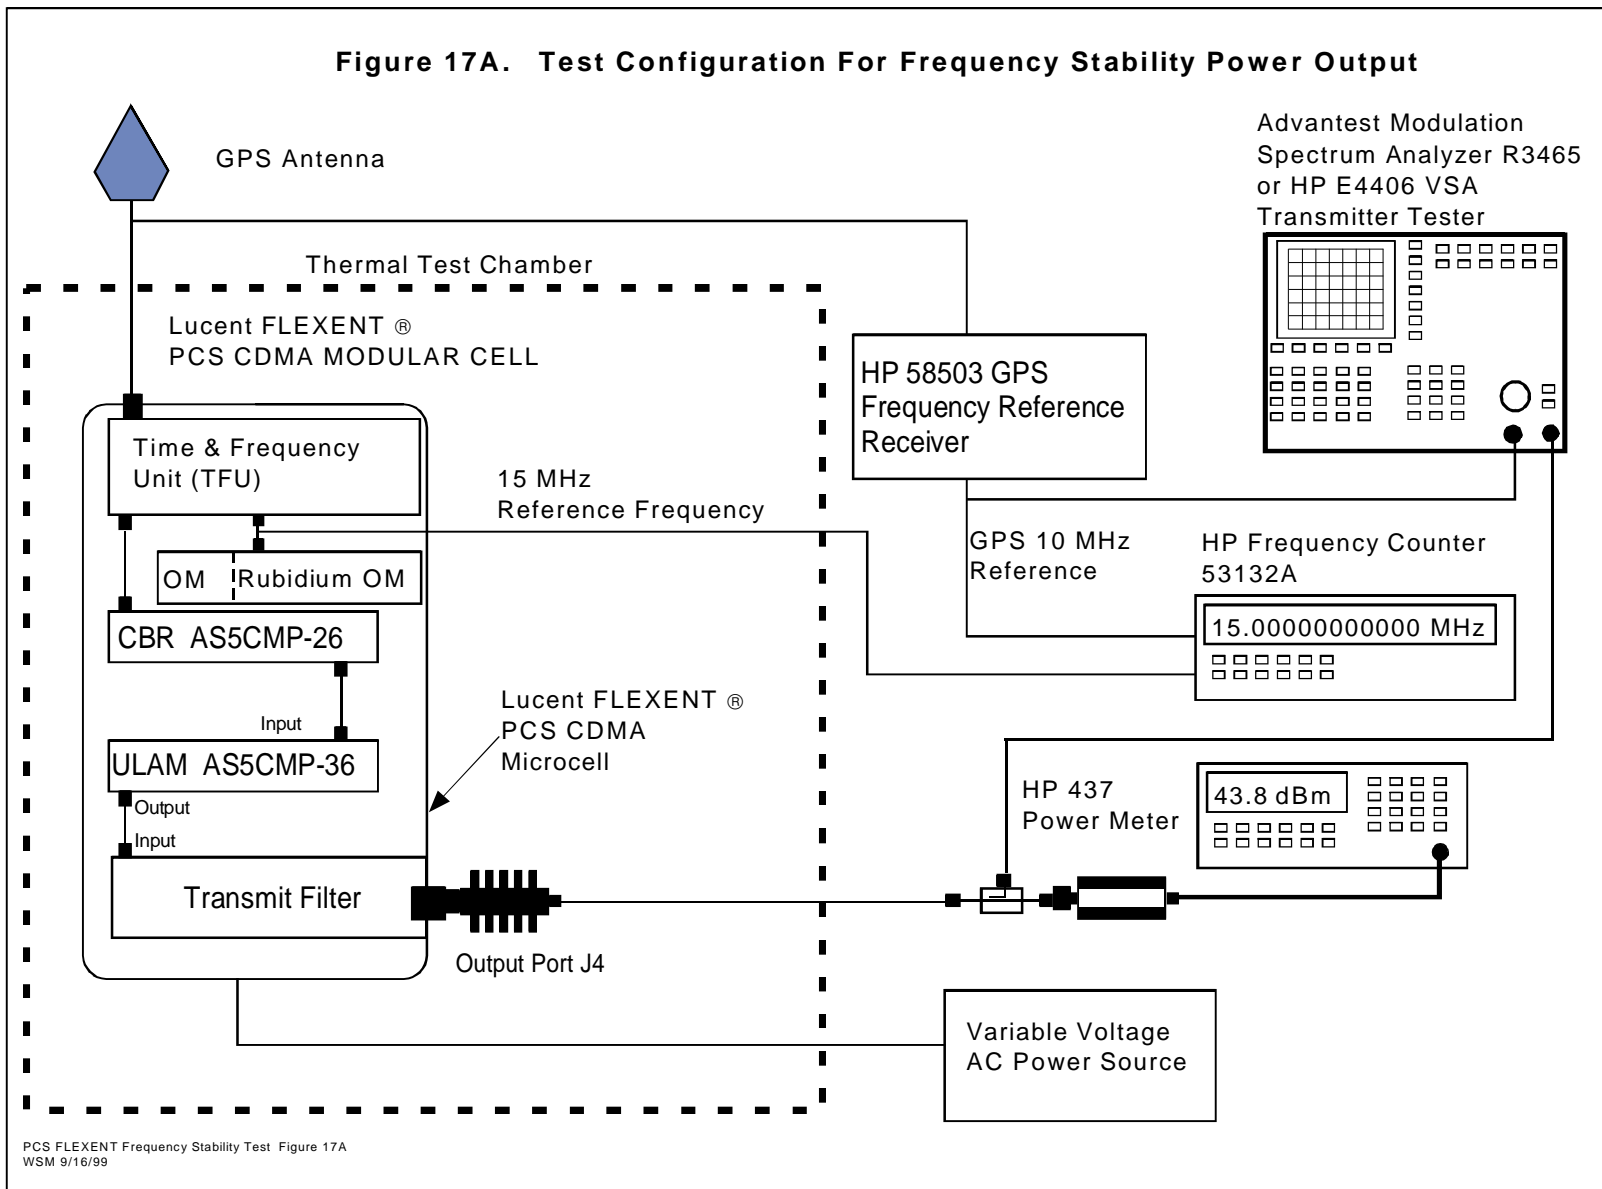 Figure 17A. Test Configuration For Frequency Stability Power Output
GPS Antenna
Advantest Modulation
Spectrum Analyzer R3465
or HP E4406 VSA
Transmitter Tester
Thermal Test Chamber
Lucent FLEXENT ®
PCS CDMA MODULAR CELL
HP 58503 GPS
Frequency Reference
Receiver
Time & Frequency
Unit (TFU)
15 MHz
Reference Frequency
GPS 10 MHz
Reference
HP Frequency Counter
53132A
OM
Rubidium OM
15.00000000000 MHz
CBR AS5CMP-26
Lucent FLEXENT ®
PCS CDMA
Microcell
Input
ULAM AS5CMP-36
Output
Input
HP 437
Power Meter
43.8 dBm
Transmit Filter
Output Port J4
Variable Voltage
AC Power Source
PCS FLEXENT Frequency Stability Test Figure 17A
WSM 9/16/99